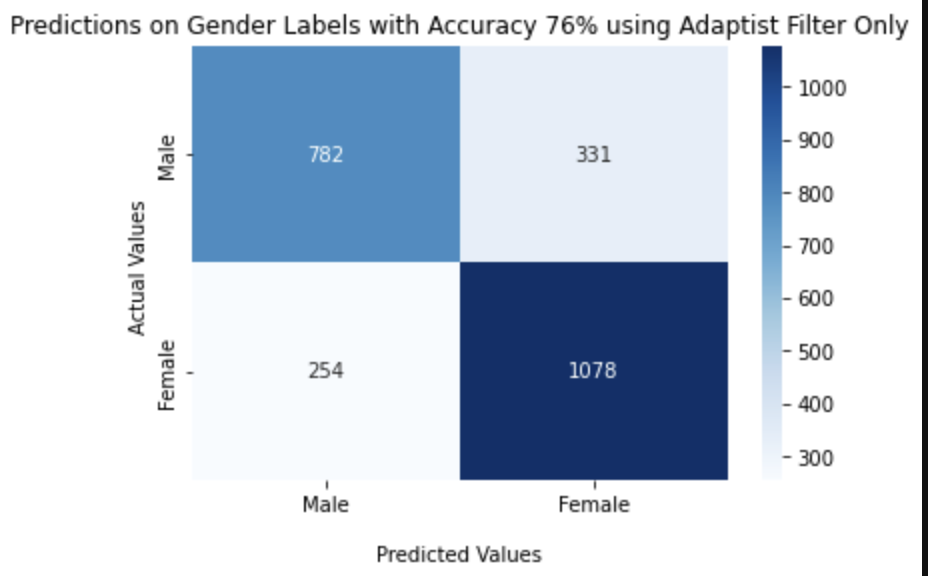 Predictions on Gender Labels with Accuracy 76% using Adaptist Filter Only
Actual Values
Male
Female
782
331
254
1078
Male
Female
Predicted Values
1000
900
800
700
600
500
400
300